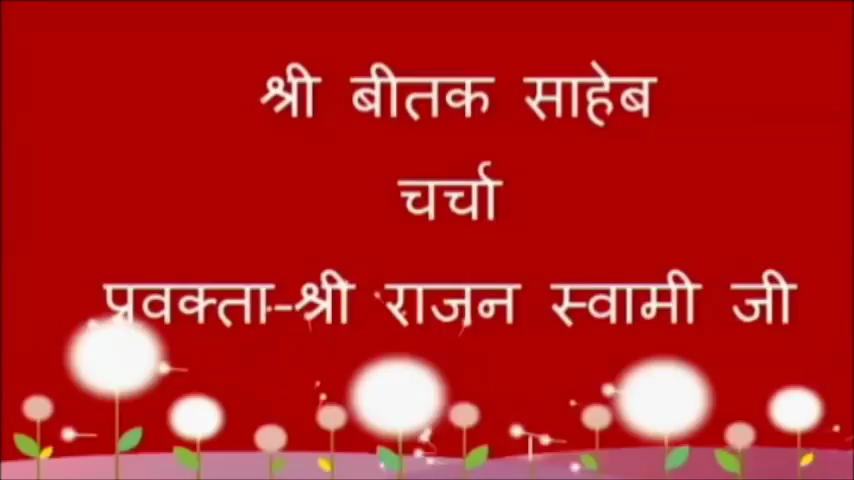 श्री बीतक साहेब
चर्चा
प्रवक्ता-श्री राजन स्वामी जी